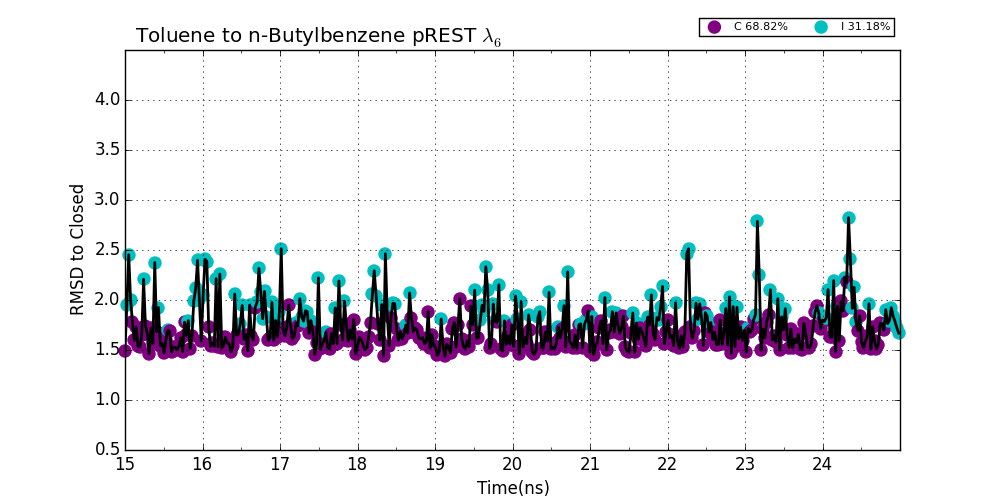 Toluene to n-Butylbenzene pREST λ6
C 68.82%
I 31.18%
RMSD to Closed
4.0
3.5
3.0
2.5
2.0
1.5
1.0
0.5
15 16 17 18 19 20 21 22 23 24
Time(ns)